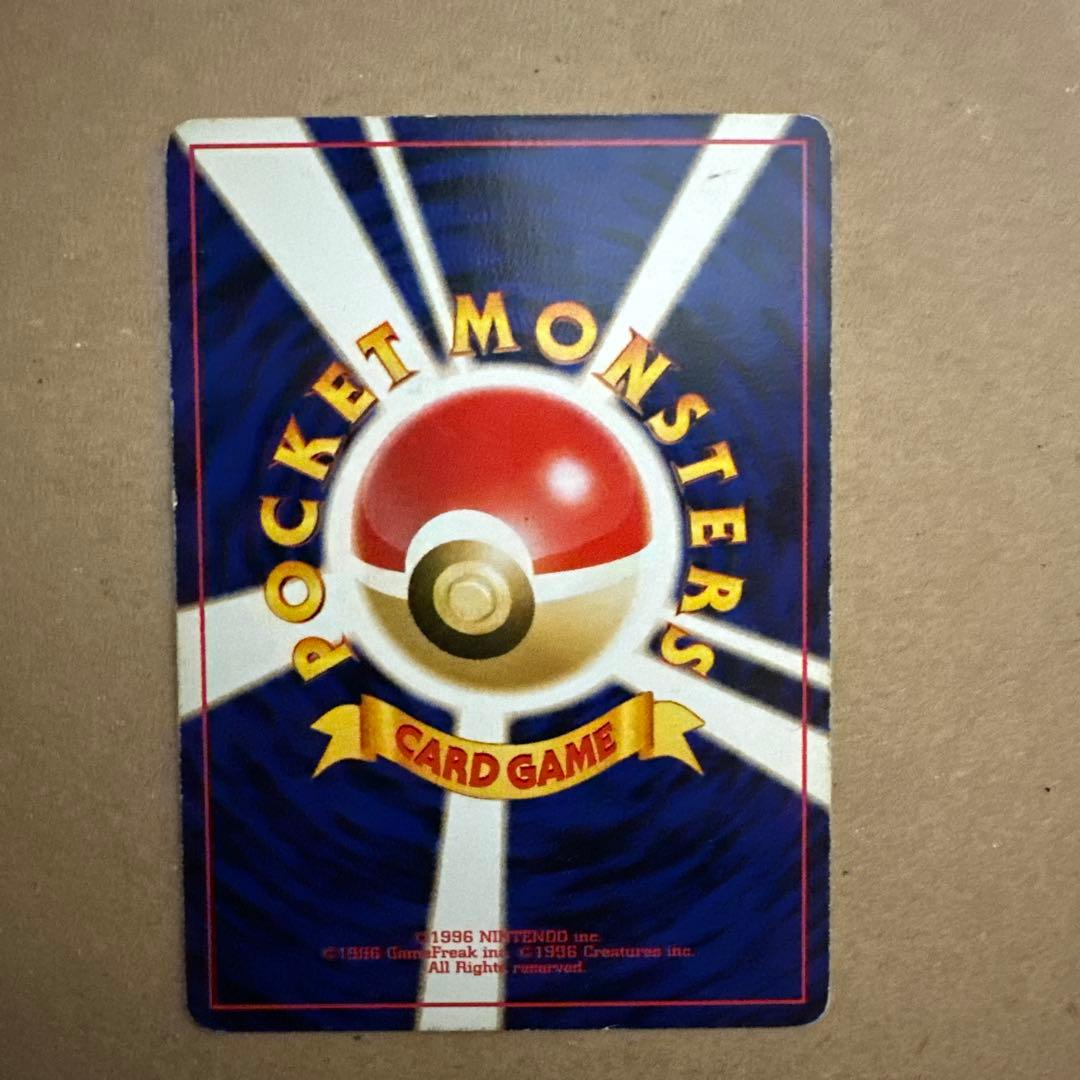 POCKET MONSTERS
CARD GAME
©1996 NINTENDO inc.
©1996 GameFreak inc. ©1996 Creatures inc.
All Rights reserved.